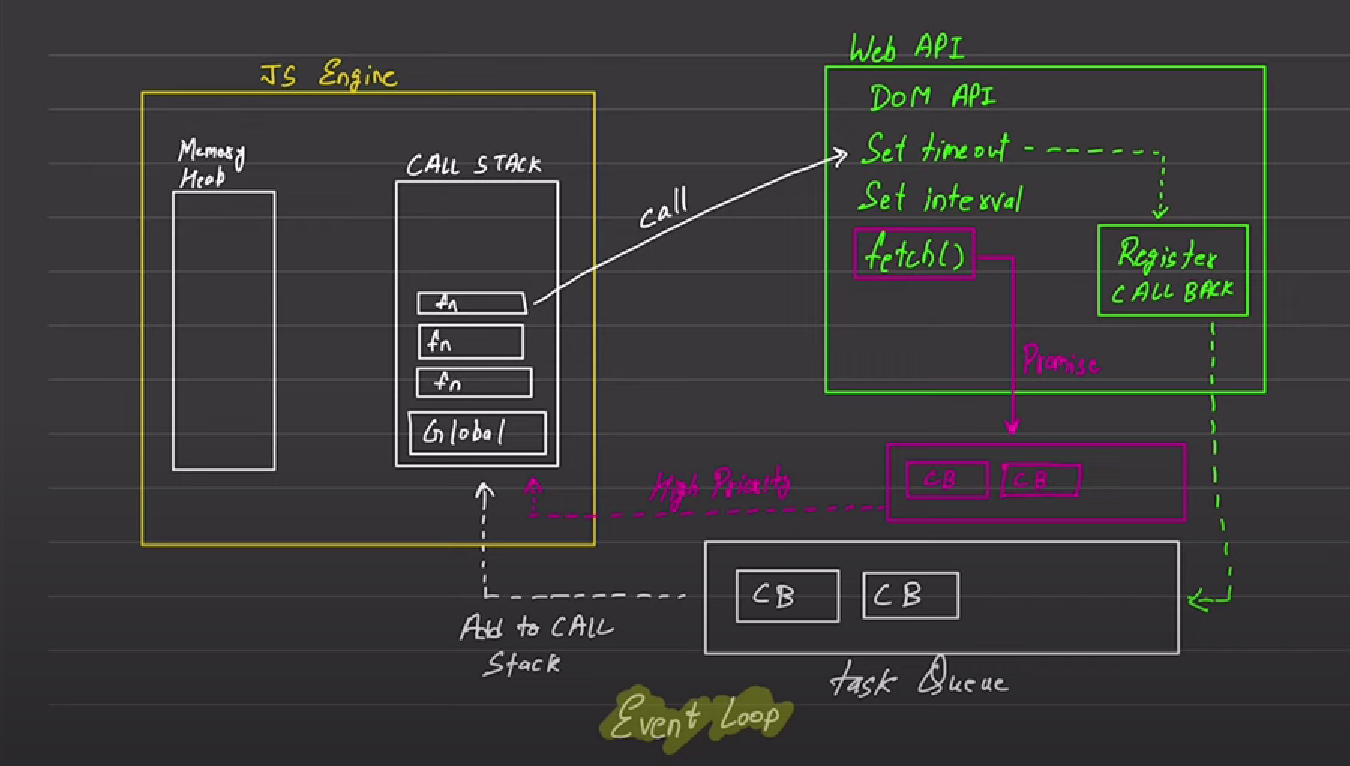 Web API
JS Engine
DOM API
Memory
Heap
CALL STACK
Set timeout
call
Set interval
fetch()
Register
CALL BACK
fn
fn
fn
Promise
Global
High Priority
CB
CB
CB
CB
Add to CALL
Stack
task Queue
Event Loop